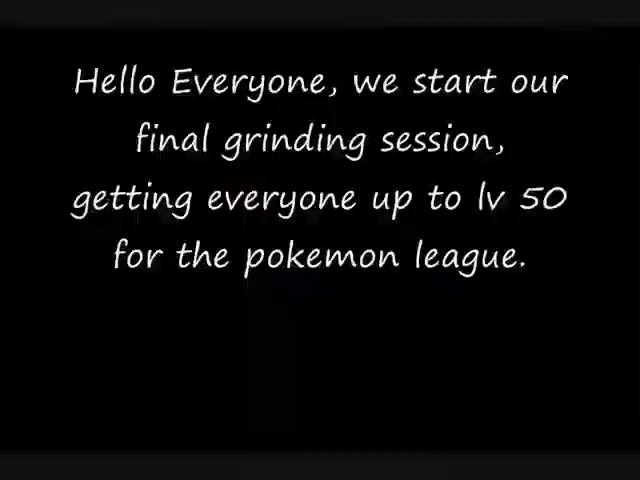 Hello Everyone, we start our
final grinding session,
getting everyone up to lv 50
for the pokemon league.